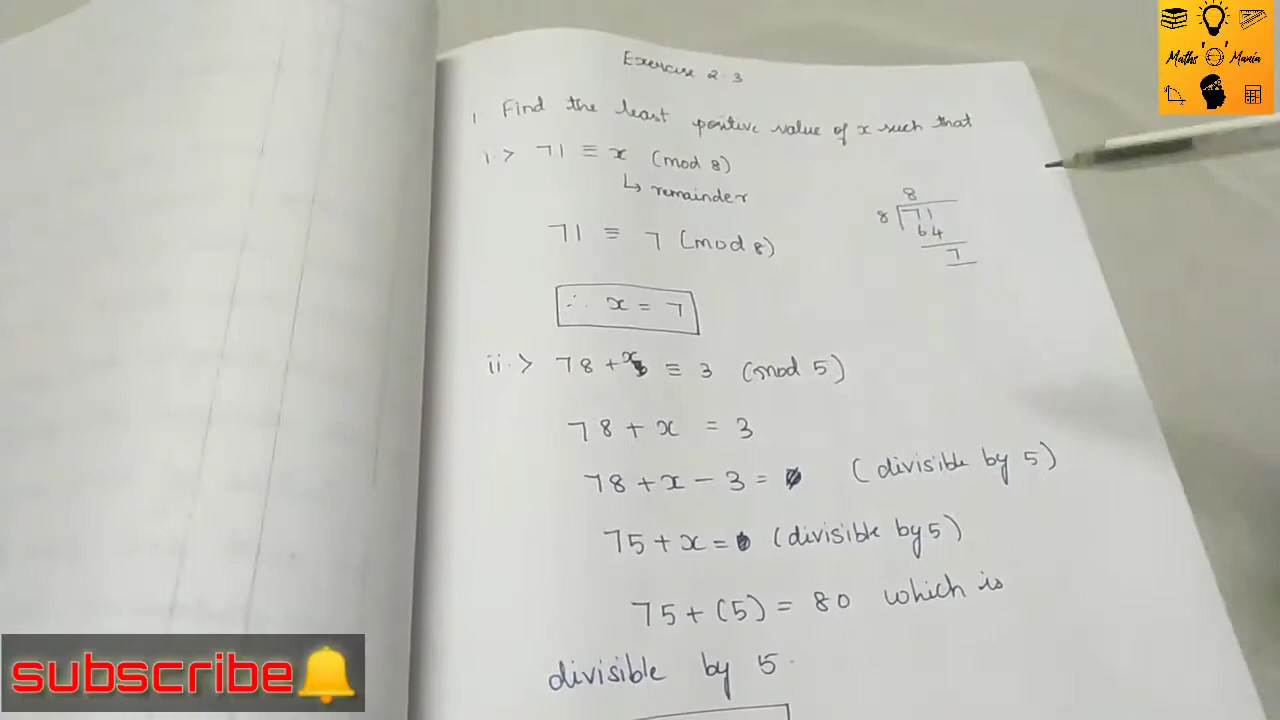 Exercise 2.3
1 Find the least positive value of x such that
i.> 71 ≡ x (mod 8)
↳ remainder
71 ≡ 7 (mod 8)
∴ x = 7
8
8 71
64
7
ii.> 78 + x ≡ 3 (mod 5)
78 + x = 3
78 + x - 3 = (divisible by 5)
75 + x = (divisible by 5)
75 + (5) = 80 which is
divisible by 5.
Maths Mania
subscribe